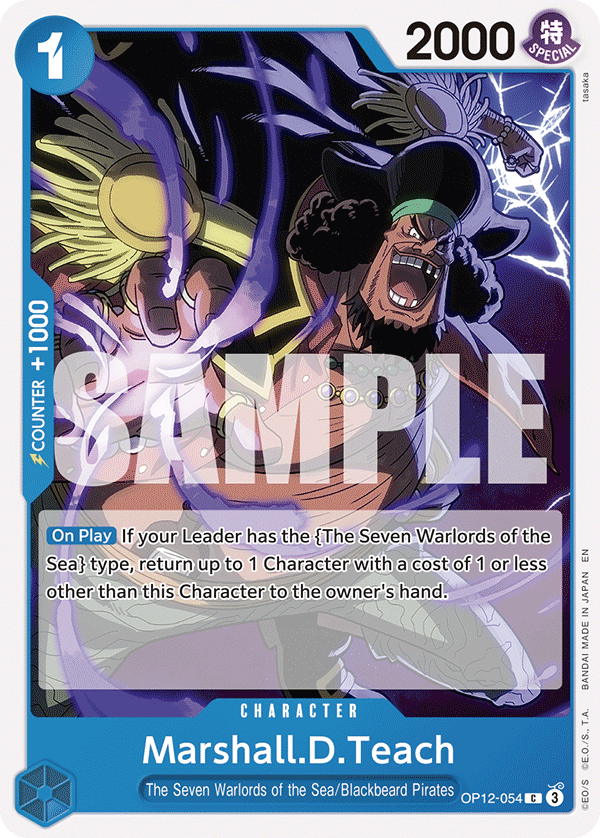 1
2000
特
SPECIAL
tasaka
COUNTER +1000
SAMPLE
On Play If your Leader has the {The Seven Warlords of the
Sea} type, return up to 1 Character with a cost of 1 or less
other than this Character to the owner's hand.
CHARACTER
Marshall.D.Teach
The Seven Warlords of the Sea/Blackbeard Pirates
OP12-054 C 3
©E.O/S ©E.O./S., T.A. BANDAI MADE IN JAPAN EN